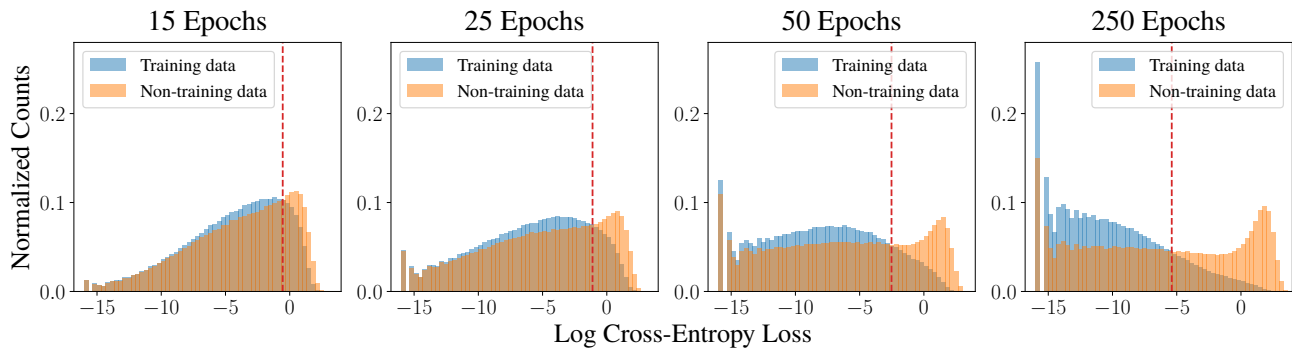 15 Epochs
25 Epochs
50 Epochs
250 Epochs
Normalized Counts
0.2
0.1
0.0
Training data
Non-training data
−15
−10
−5
0
0.2
0.1
0.0
Training data
Non-training data
−15
−10
−5
0
0.2
0.1
0.0
Training data
Non-training data
−15
−10
−5
0
0.2
0.1
0.0
Training data
Non-training data
−15
−10
−5
0
Log Cross-Entropy Loss